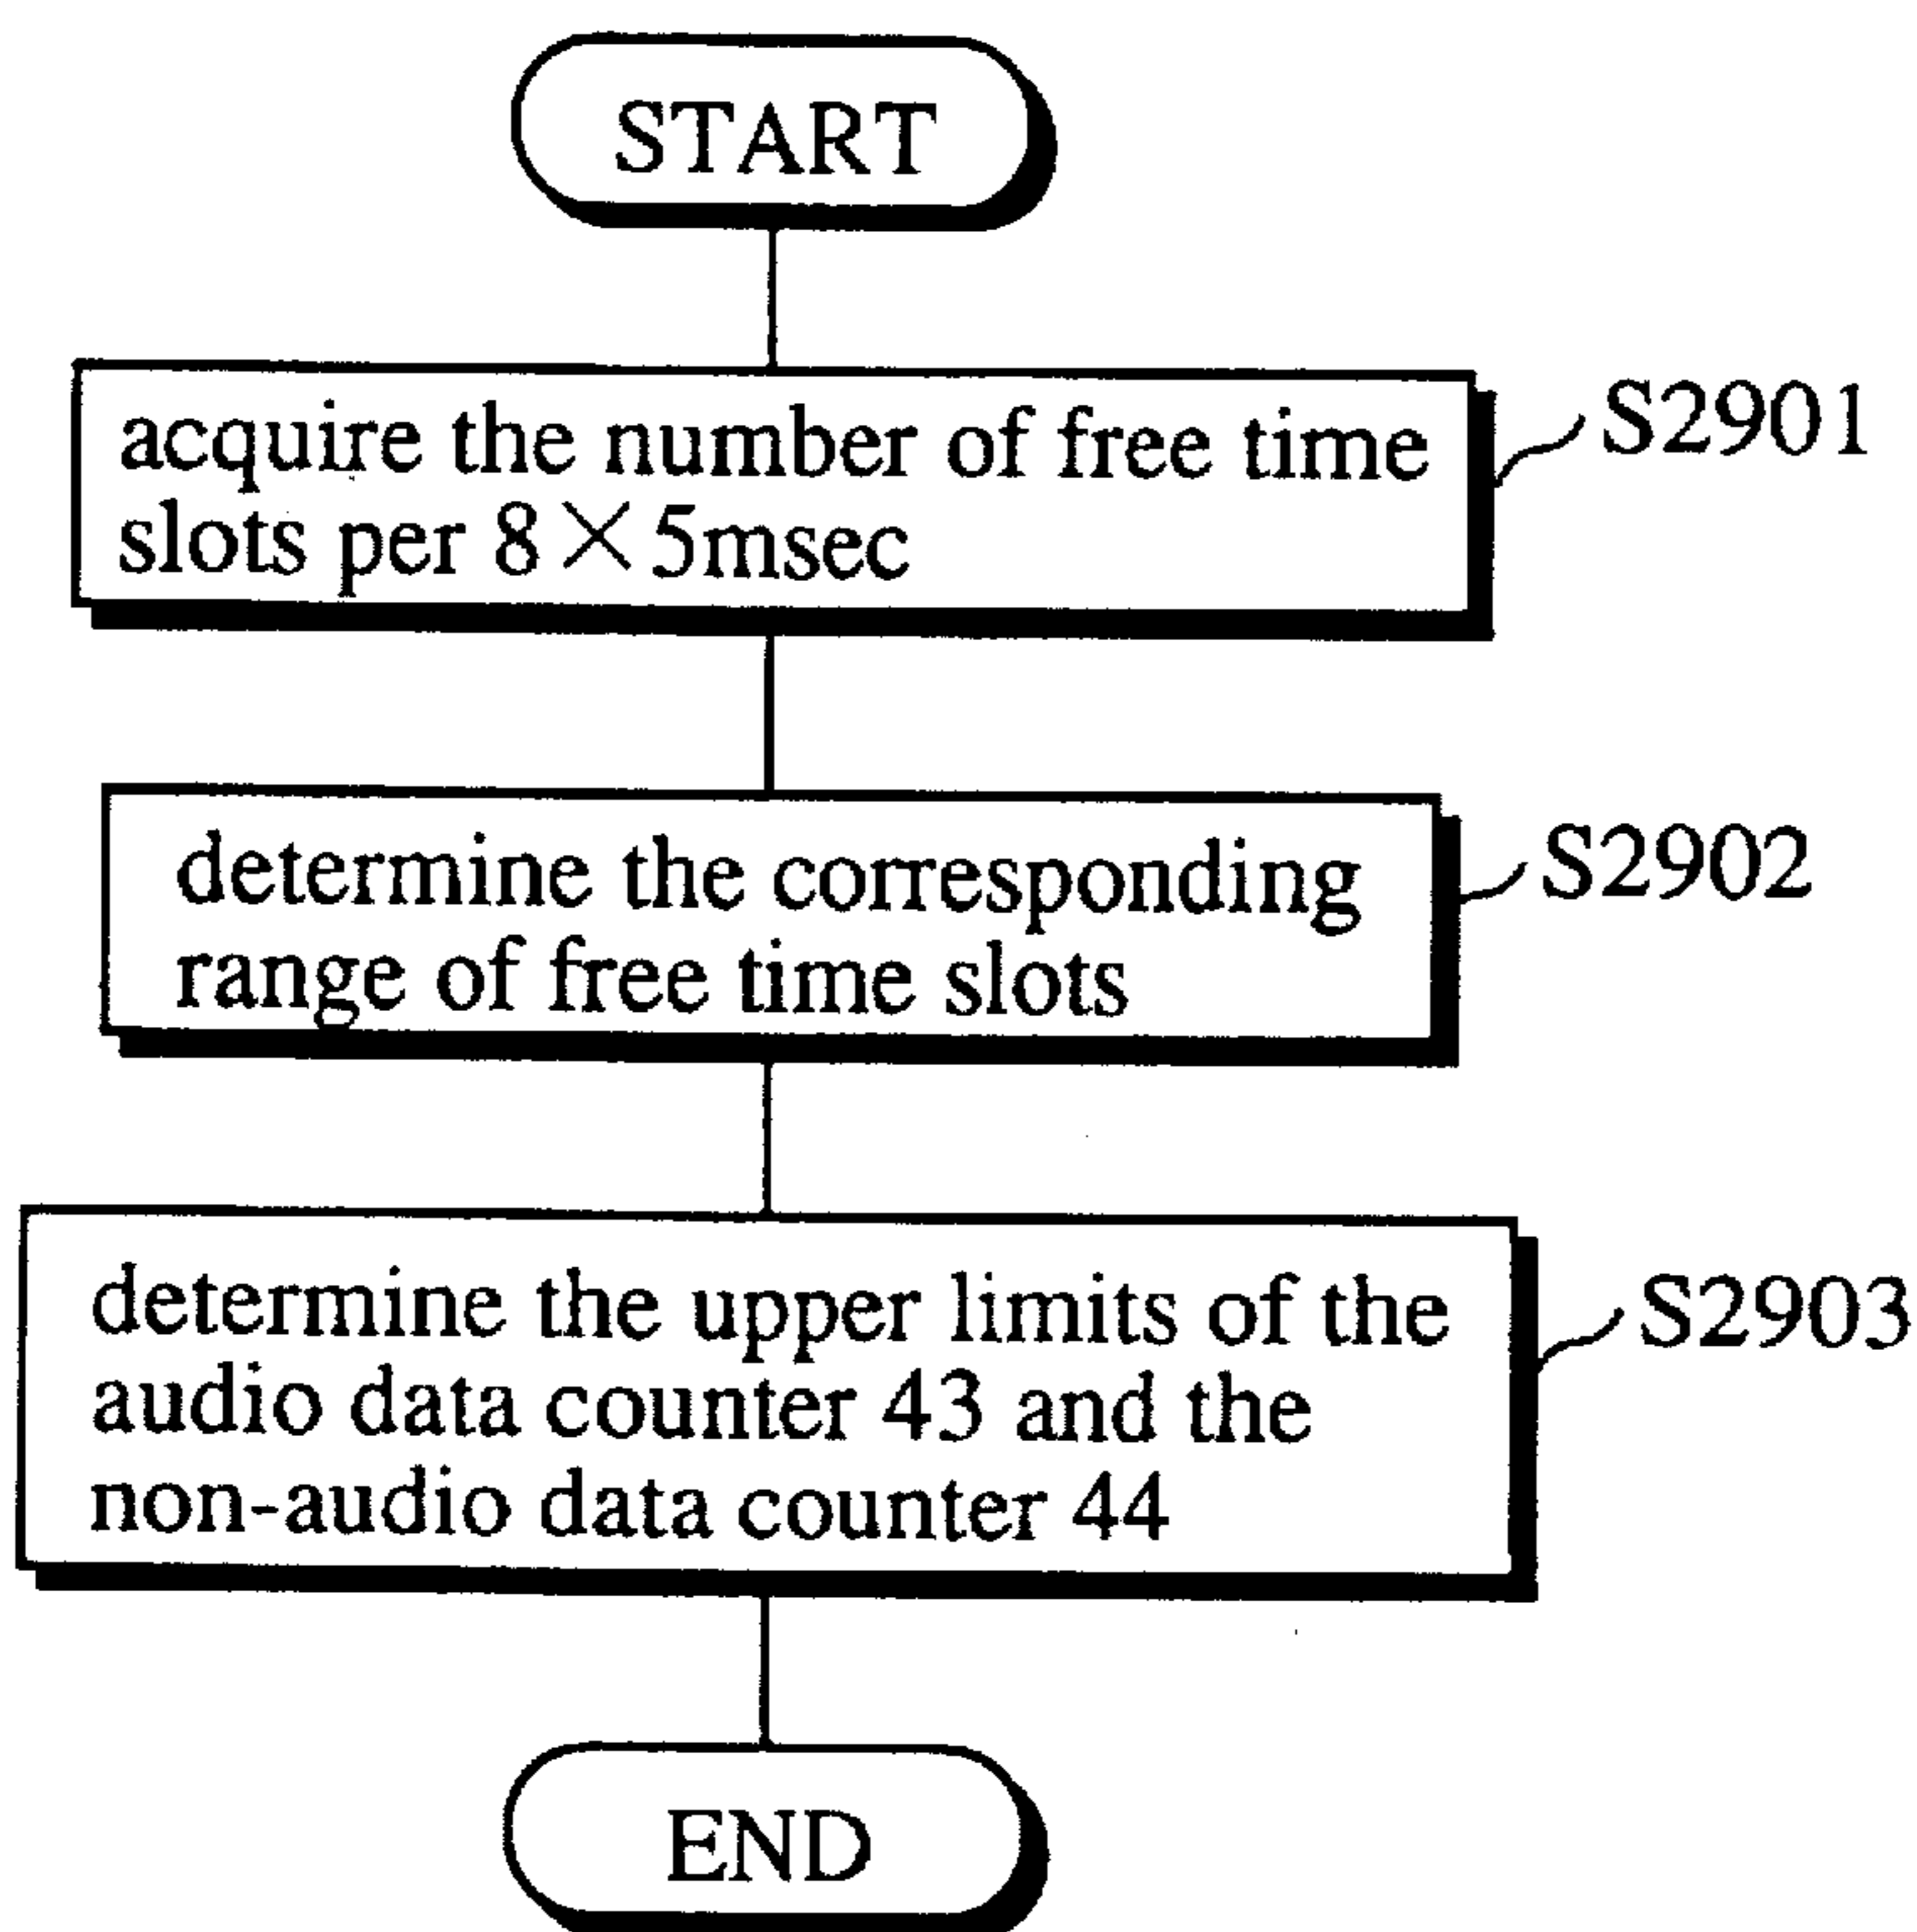 START
acquire the number of free time
slots per 8×5msec
S2901
determine the corresponding
range of free time slots
S2902
determine the upper limits of the
audio data counter 43 and the
non-audio data counter 44
S2903
END